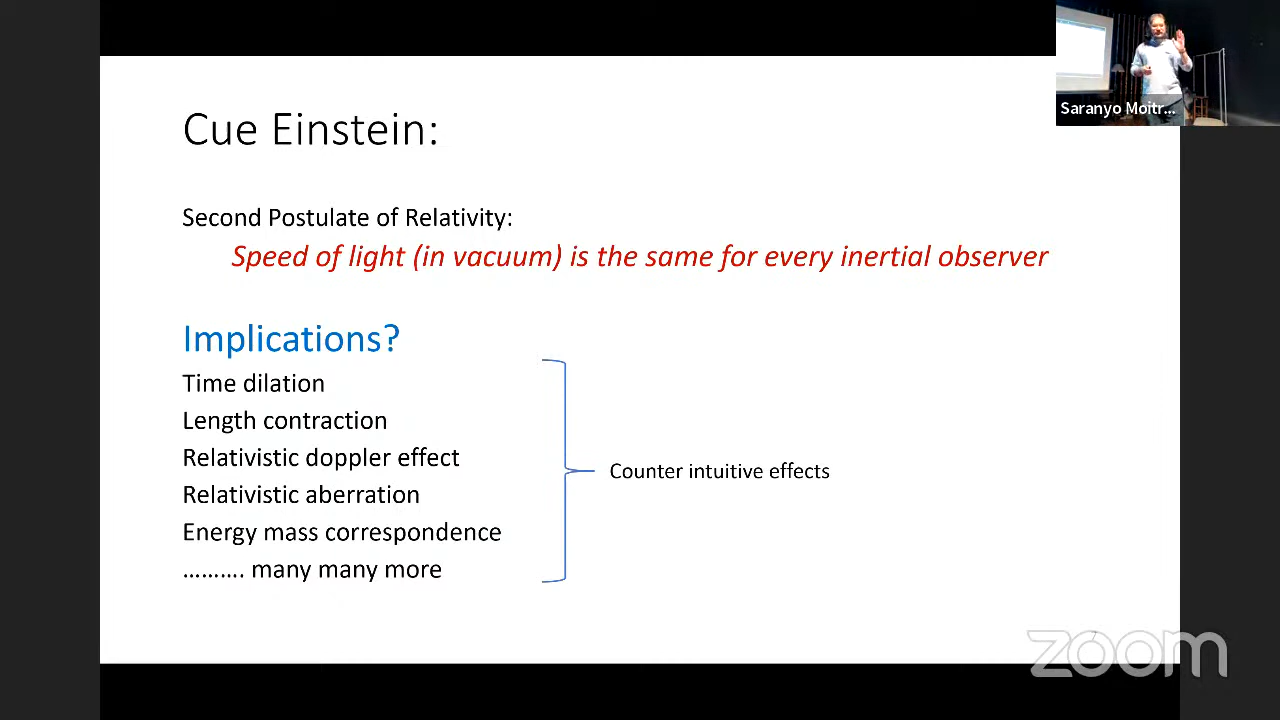 Cue Einstein:
Saranyo Moitr...
Second Postulate of Relativity:
Speed of light (in vacuum) is the same for every inertial observer
Implications?
Time dilation
Length contraction
Relativistic doppler effect
Relativistic aberration
Energy mass correspondence
………. many many more
Counter intuitive effects
7
zoom